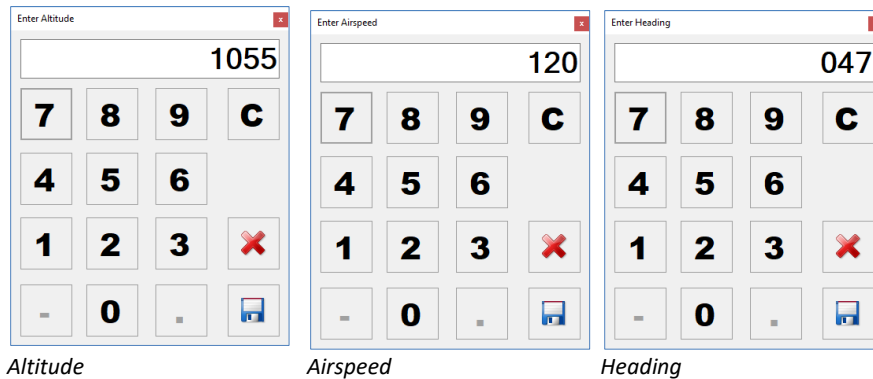 Enter Altitude x
1055
7 8 9 C
4 5 6
1 2 3
- 0 .
Altitude
Enter Airspeed x
120
7 8 9 C
4 5 6
1 2 3
- 0 .
Airspeed
Enter Heading x
047
7 8 9 C
4 5 6
1 2 3
- 0 .
Heading